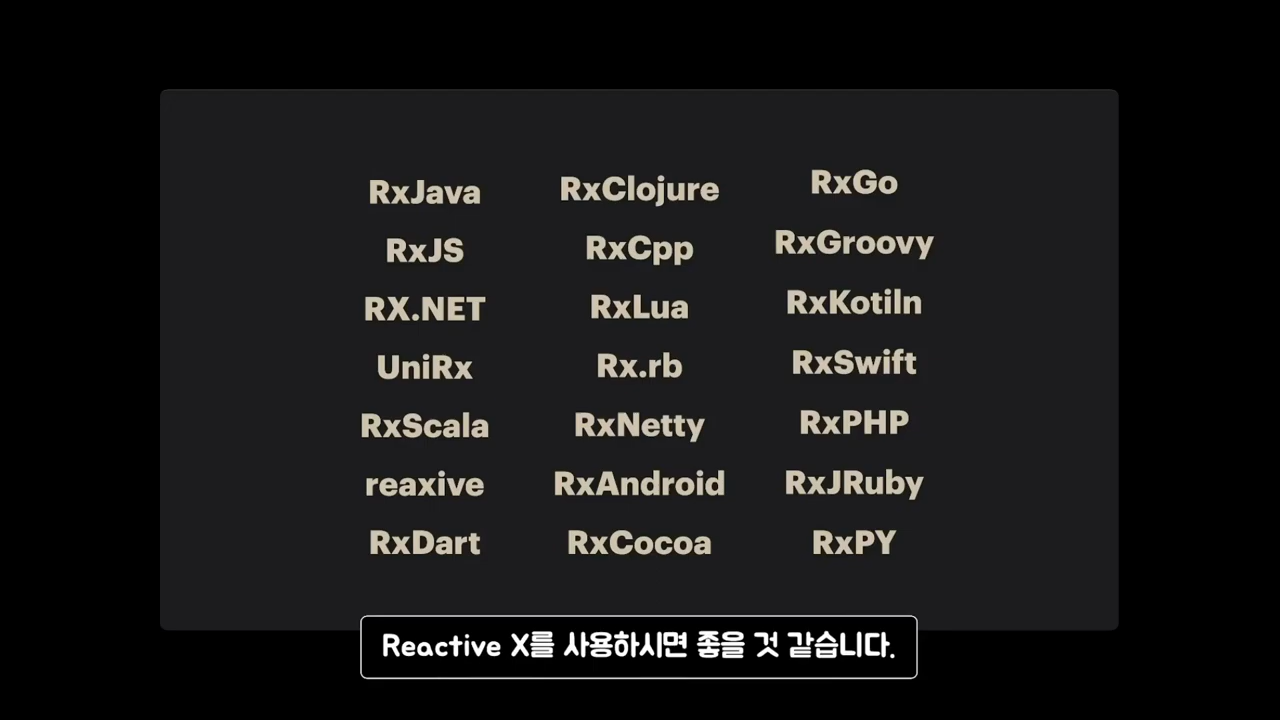 RxJava
RxJS
RX.NET
UniRx
RxScala
reaxive
RxDart
RxClojure
RxCpp
RxLua
Rx.rb
RxNetty
RxAndroid
RxCocoa
RxGo
RxGroovy
RxKotiln
RxSwift
RxPHP
RxJRuby
RxPY
Reactive X를 사용하시면 좋을 것 같습니다.